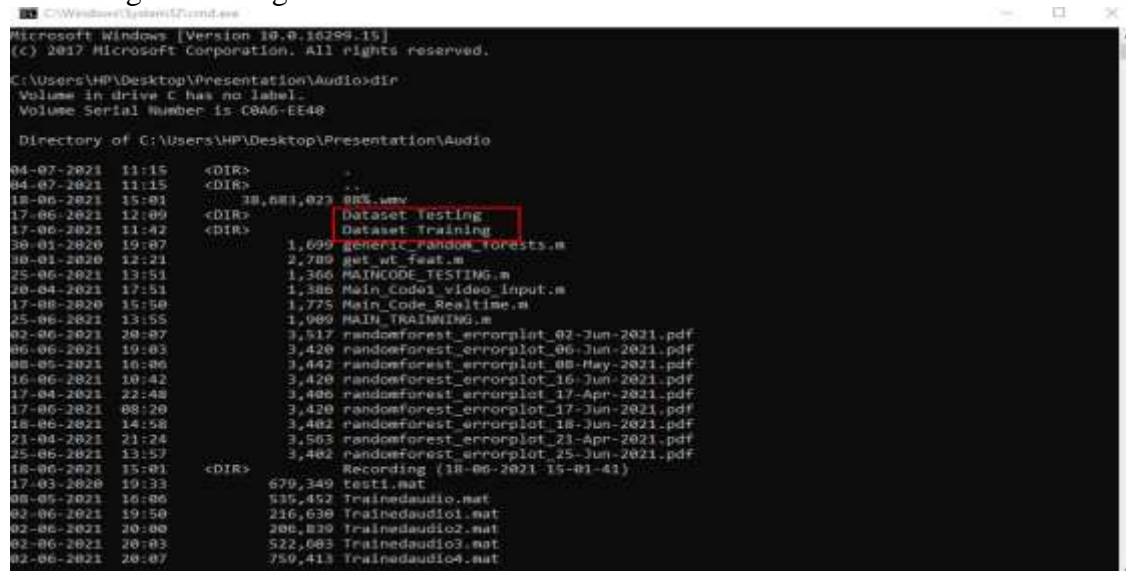 C:\Windows\System32\cmd.exe
Microsoft Windows [Version 10.0.16299.15]
(c) 2017 Microsoft Corporation. All rights reserved.
C:\Users\HP\Desktop\Presentation\Audio>dir
Volume in drive C has no label.
Volume Serial Number is C0A6-EE40
Directory of C:\Users\HP\Desktop\Presentation\Audio
04-07-2021 11:15 <DIR> .
04-07-2021 11:15 <DIR> ..
18-06-2021 15:01 38,683,023 88%.wmv
17-06-2021 12:09 <DIR> Dataset Testing
17-06-2021 11:42 <DIR> Dataset Training
30-01-2020 19:07 1,699 generic_random_forests.m
30-01-2020 12:21 2,789 get_wt_feat.m
25-06-2021 13:51 1,366 MAINCODE_TESTING.m
20-04-2021 17:51 1,386 Main_Code1_video_input.m
17-08-2020 15:50 1,775 Main_Code_Realtime.m
25-06-2021 13:55 1,909 MAIN_TRAINNING.m
02-06-2021 20:07 3,517 randomforest_errorplot_02-Jun-2021.pdf
06-06-2021 19:03 3,420 randomforest_errorplot_06-Jun-2021.pdf
08-05-2021 16:06 3,442 randomforest_errorplot_08-May-2021.pdf
16-06-2021 10:42 3,420 randomforest_errorplot_16-Jun-2021.pdf
17-04-2021 22:48 3,406 randomforest_errorplot_17-Apr-2021.pdf
17-06-2021 08:20 3,420 randomforest_errorplot_17-Jun-2021.pdf
18-06-2021 14:58 3,402 randomforest_errorplot_18-Jun-2021.pdf
21-04-2021 21:24 3,563 randomforest_errorplot_21-Apr-2021.pdf
25-06-2021 13:57 3,402 randomforest_errorplot_25-Jun-2021.pdf
18-06-2021 15:01 <DIR> Recording (18-06-2021 15-01-41)
17-03-2020 19:33 679,349 test1.mat
08-05-2021 16:06 535,452 Trainedaudio.mat
02-06-2021 19:50 216,630 Trainedaudio1.mat
02-06-2021 20:00 206,839 Trainedaudio2.mat
02-06-2021 20:03 522,603 Trainedaudio3.mat
02-06-2021 20:07 759,413 Trainedaudio4.mat